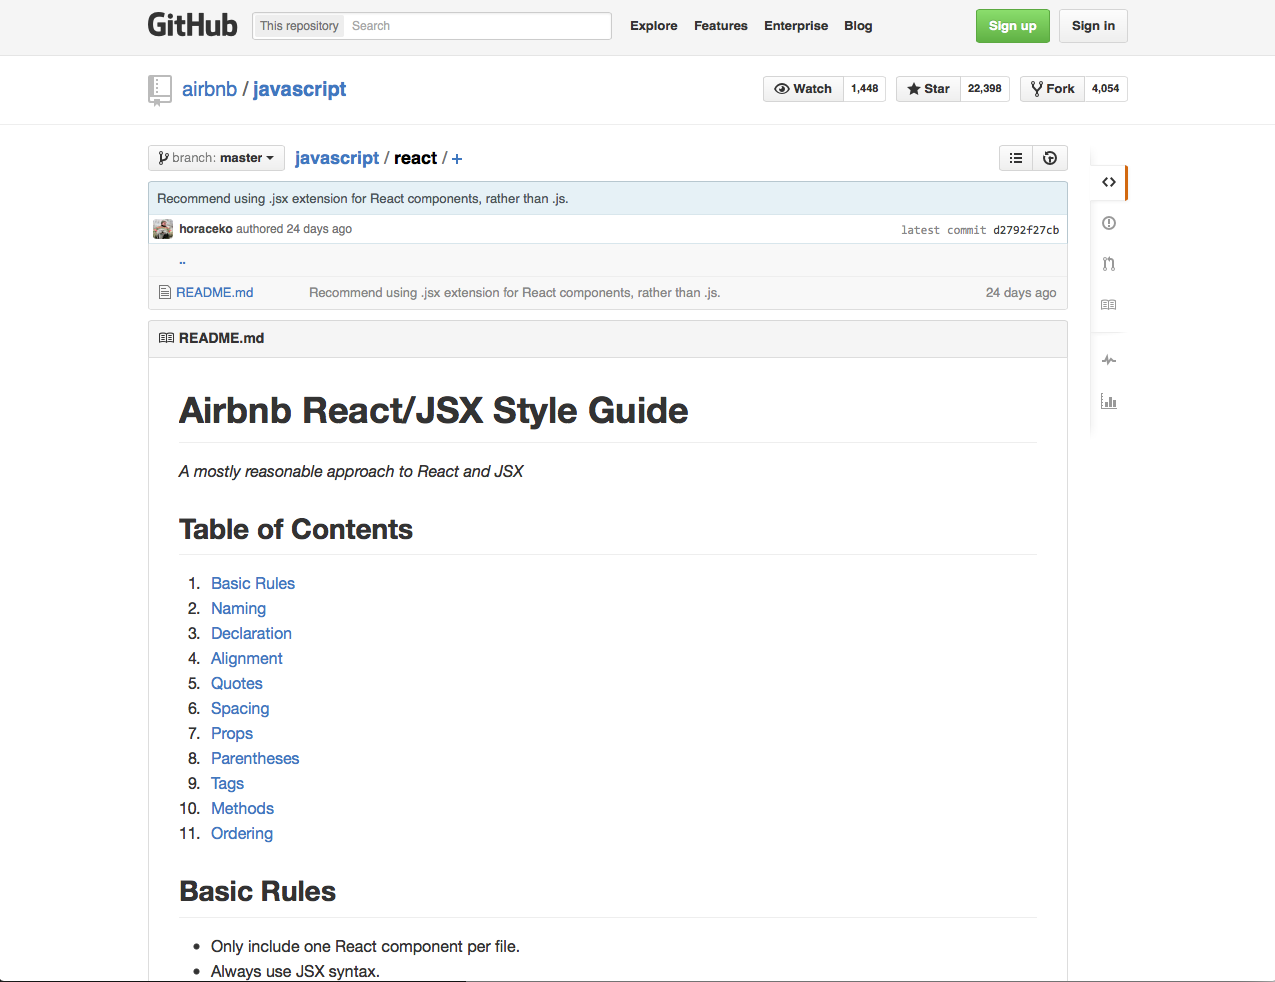 GitHub This repository Search Explore Features Enterprise Blog Sign up Sign in
airbnb / javascript Watch 1,448 Star 22,398 Fork 4,054
branch: master javascript / react / +
Recommend using .jsx extension for React components, rather than .js.
horaceko authored 24 days ago latest commit d2792f27cb
..
README.md Recommend using .jsx extension for React components, rather than .js. 24 days ago
README.md
Airbnb React/JSX Style Guide
A mostly reasonable approach to React and JSX
Table of Contents
1. Basic Rules
2. Naming
3. Declaration
4. Alignment
5. Quotes
6. Spacing
7. Props
8. Parentheses
9. Tags
10. Methods
11. Ordering
Basic Rules
• Only include one React component per file.
• Always use JSX syntax.